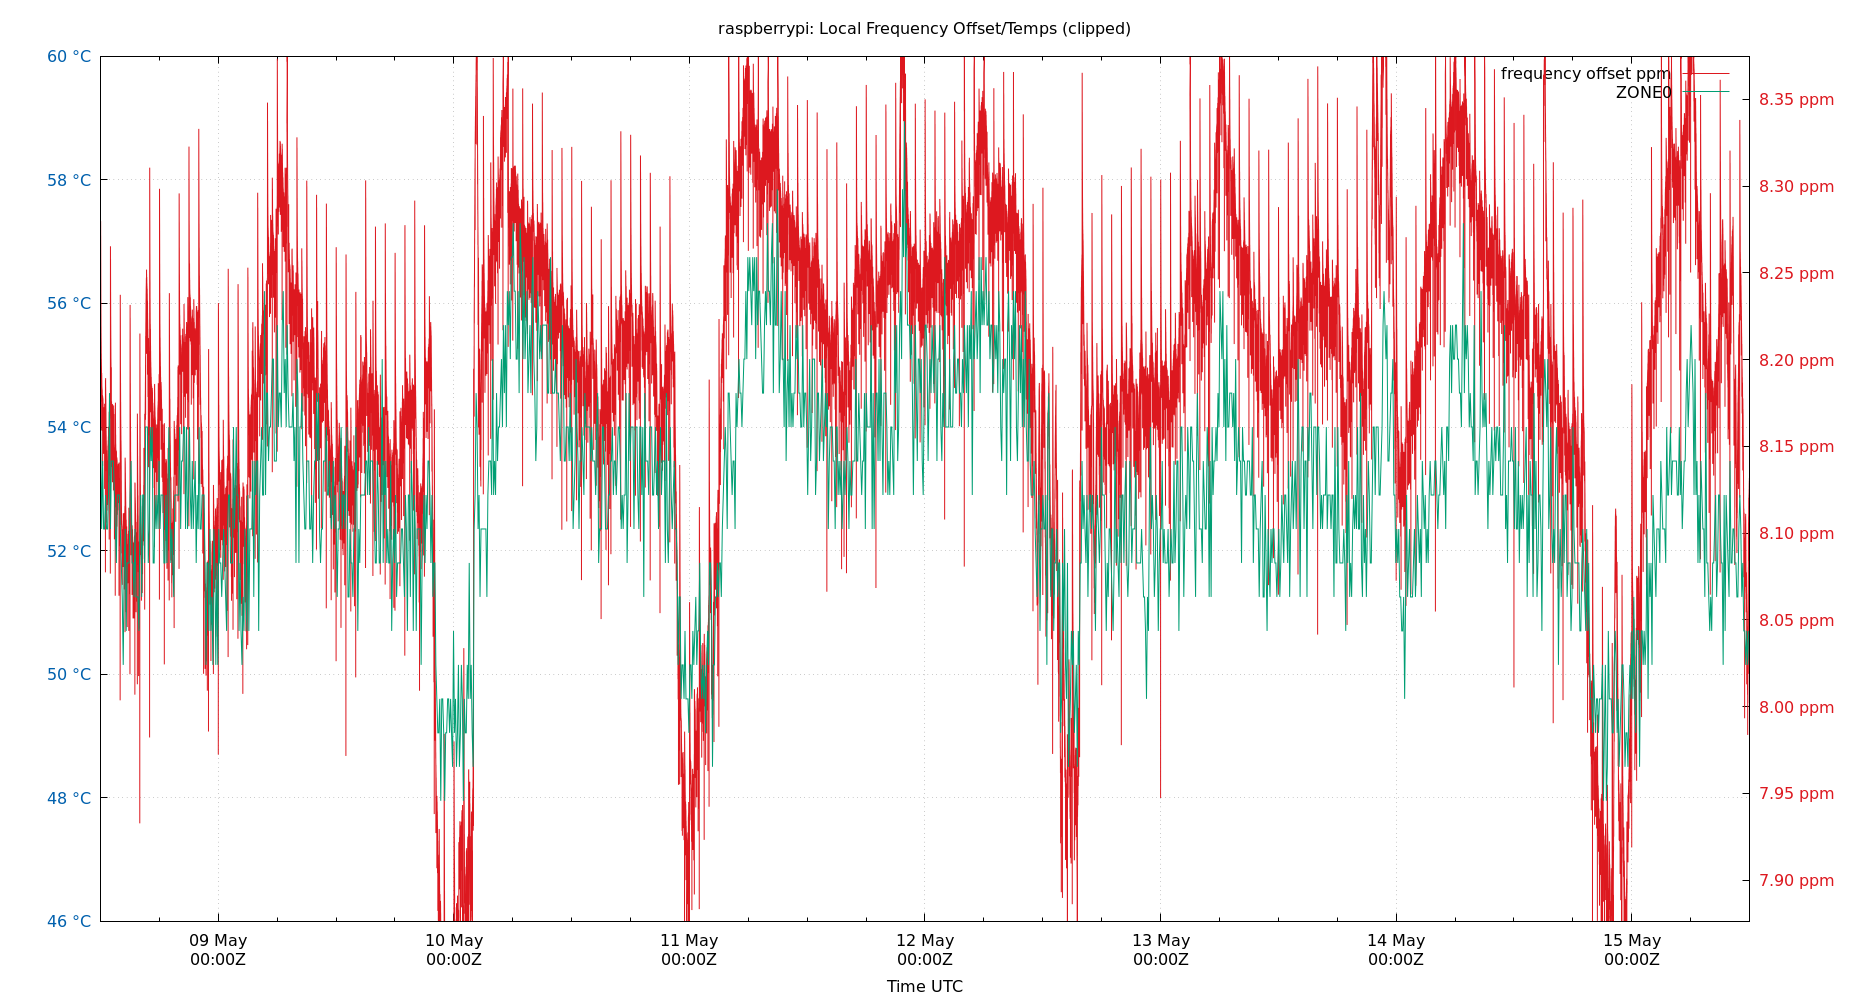 raspberrypi: Local Frequency Offset/Temps (clipped)
60 °C
58 °C
56 °C
54 °C
52 °C
50 °C
48 °C
46 °C
frequency offset ppm
ZONE0
8.35 ppm
8.30 ppm
8.25 ppm
8.20 ppm
8.15 ppm
8.10 ppm
8.05 ppm
8.00 ppm
7.95 ppm
7.90 ppm
09 May
00:00Z
10 May
00:00Z
11 May
00:00Z
12 May
00:00Z
13 May
00:00Z
14 May
00:00Z
15 May
00:00Z
Time UTC